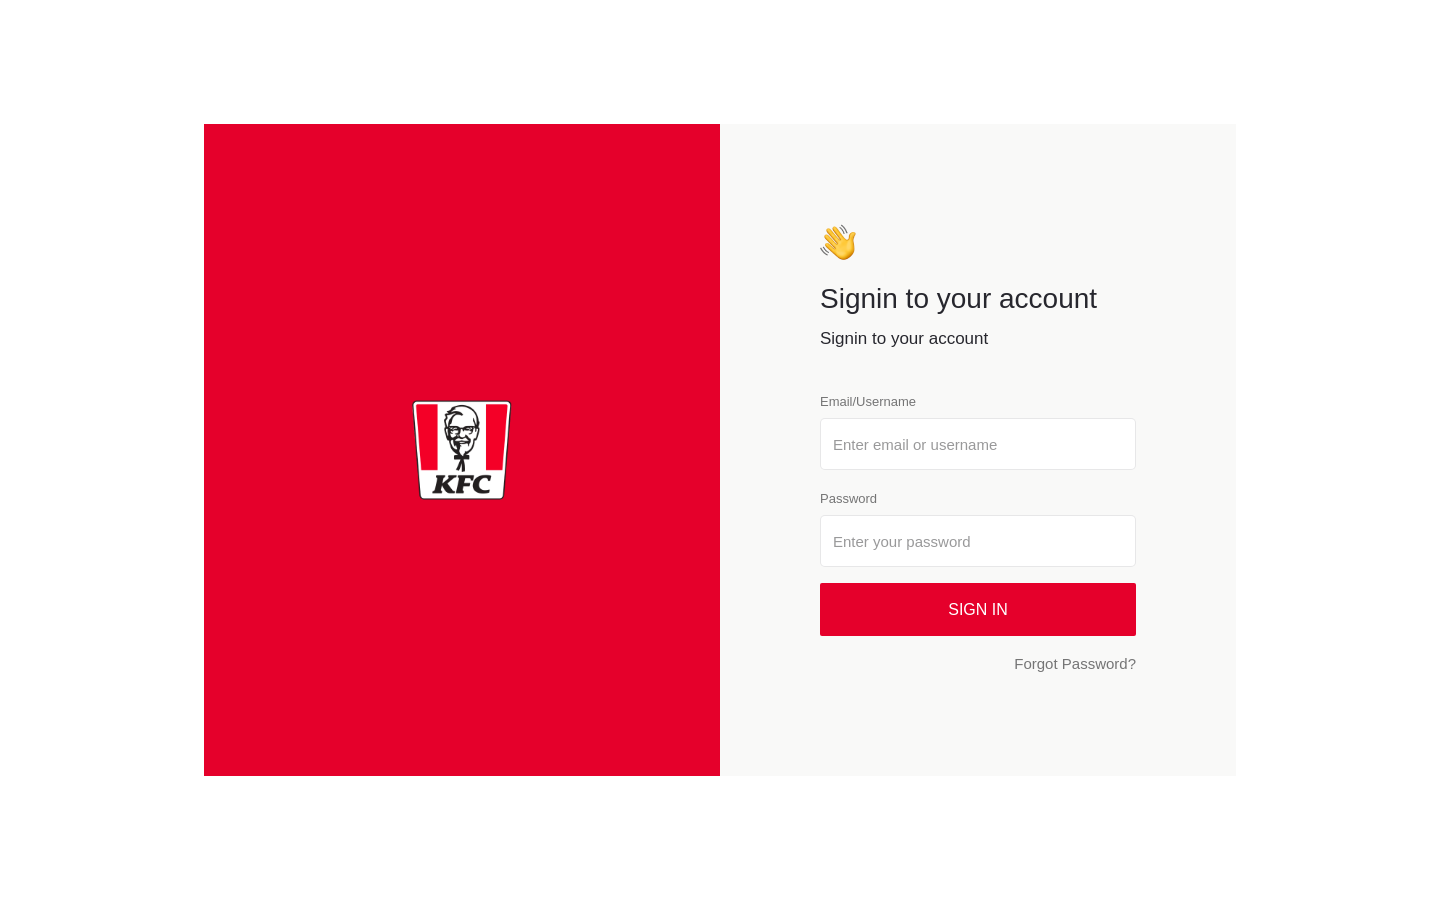 KFC
Signin to your account
Signin to your account
Email/Username
Enter email or username
Password
Enter your password
SIGN IN
Forgot Password?